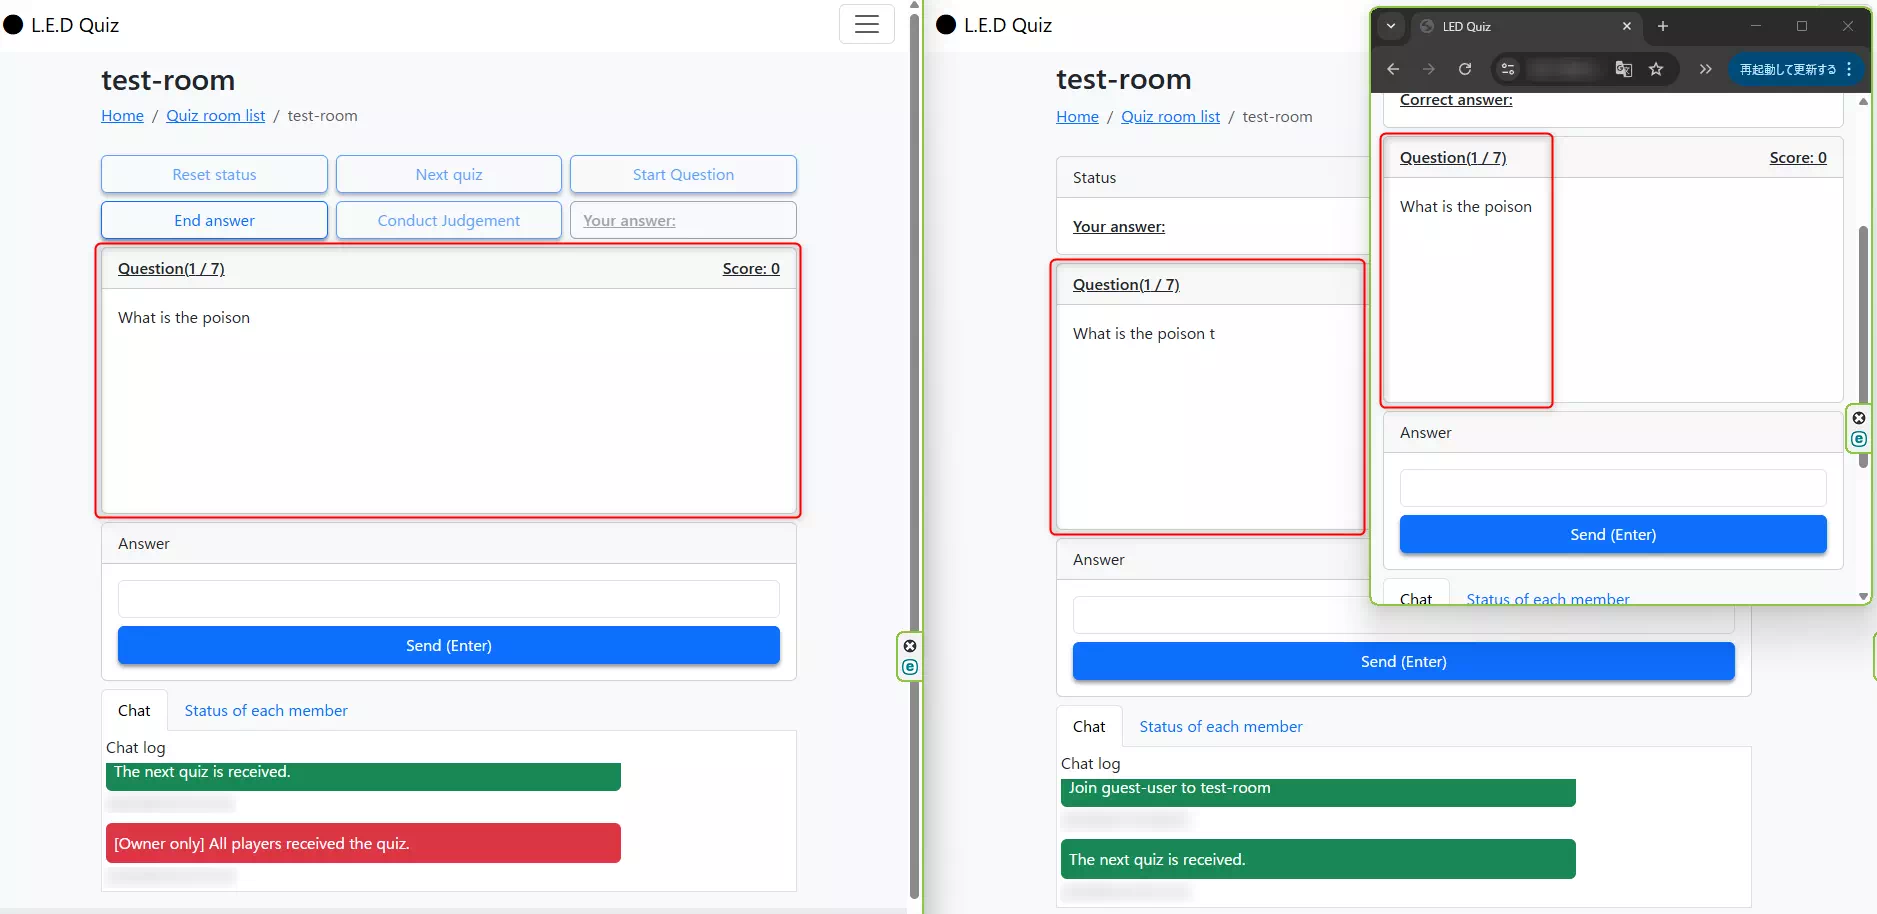 L.E.D Quiz
test-room
Home / Quiz room list / test-room
Reset status
Next quiz
Start Question
End answer
Conduct Judgement
Your answer:
Question(1 / 7)
Score: 0
What is the poison
Answer
Send (Enter)
Chat
Status of each member
Chat log
The next quiz is received.
[Owner only] All players received the quiz.
L.E.D Quiz
test-room
Home / Quiz room list / test-room
Status
Your answer:
Question(1 / 7)
What is the poison t
Answer
Send (Enter)
Chat
Status of each member
Chat log
Join guest-user to test-room
The next quiz is received.
LED Quiz
再起動して更新する
Correct answer:
Question(1 / 7)
Score: 0
What is the poison
Answer
Send (Enter)
Chat
Status of each member